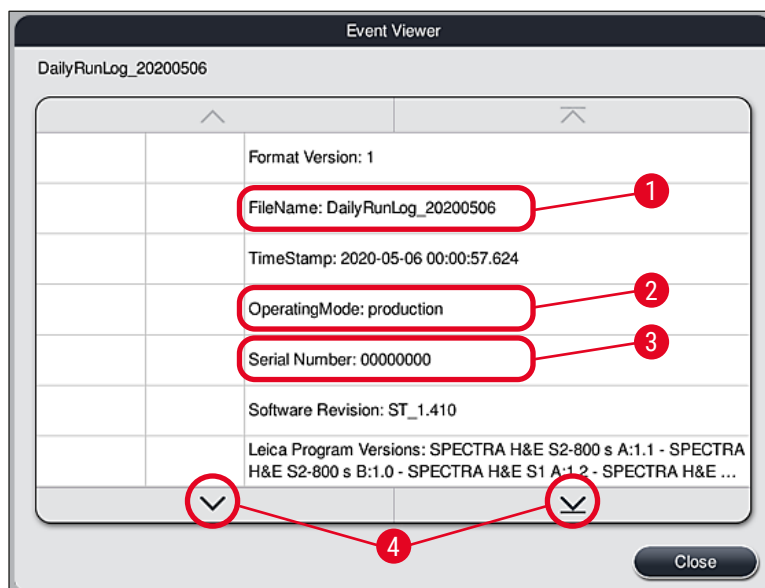 Event Viewer
DailyRunLog_20200506
Format Version: 1
FileName: DailyRunLog_20200506
1
TimeStamp: 2020-05-06 00:00:57.624
OperatingMode: production
2
Serial Number: 00000000
3
Software Revision: ST_1.410
Leica Program Versions: SPECTRA H&E S2-800 s A:1.1 - SPECTRA
H&E S2-800 s B:1.0 - SPECTRA H&E S1 A:1.2 - SPECTRA H&E ...
4
Close